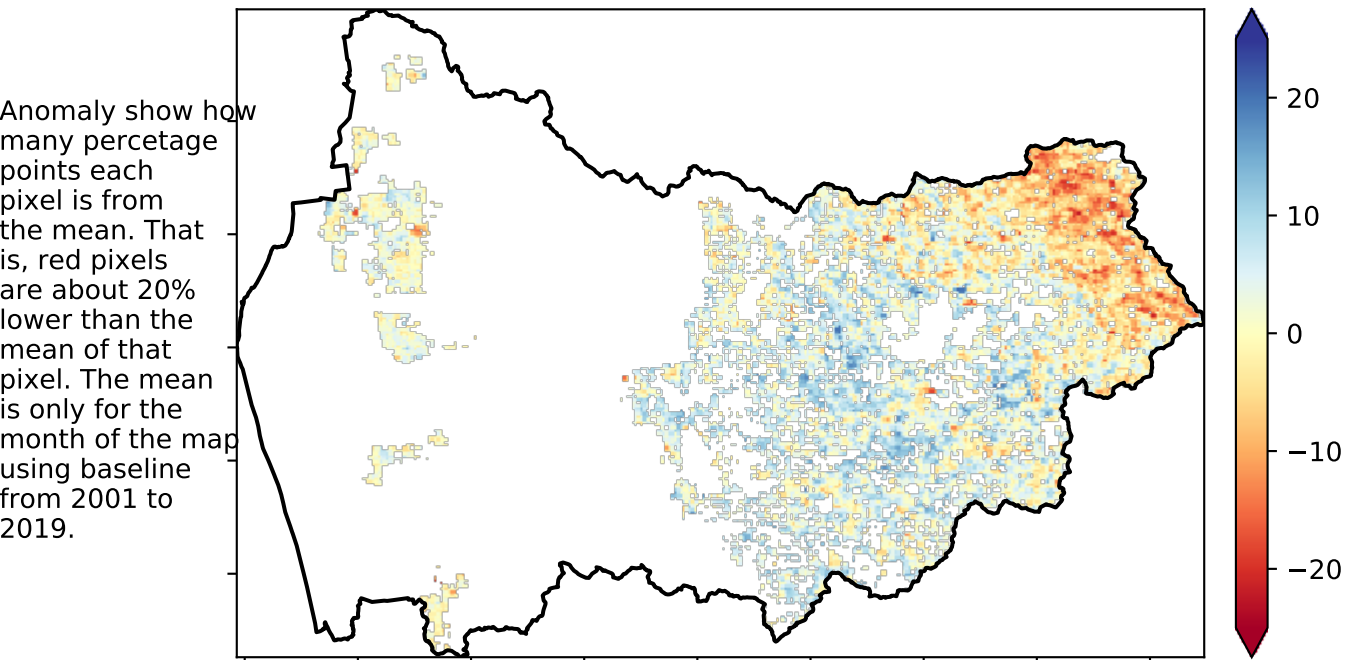 Anomaly show how
many percetage
points each
pixel is from
the mean. That
is, red pixels
are about 20%
lower than the
mean of that
pixel. The mean
is only for the
month of the map
using baseline
from 2001 to
2019.
20
10
0
−10
−20